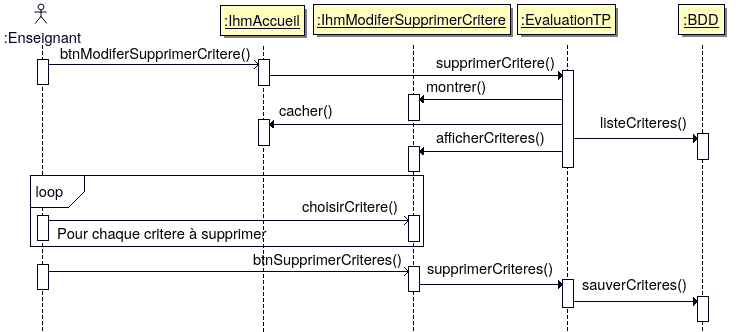 :Enseignant
:IhmAccueil
:IhmModiferSupprimerCritere
:EvaluationTP
:BDD
btnModiferSupprimerCritere()
supprimerCritere()
montrer()
cacher()
listeCriteres()
afficherCriteres()
loop
choisirCritere()
Pour chaque critere à supprimer
btnSupprimerCriteres()
supprimerCriteres()
sauverCriteres()